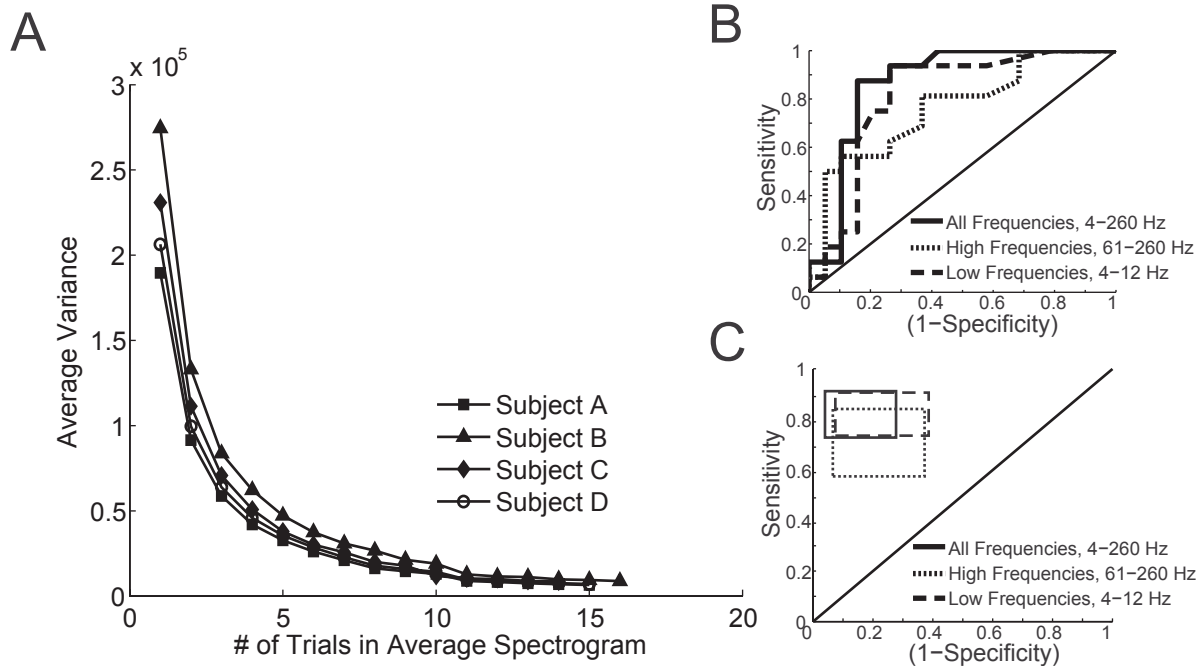 A
x 10^5
3
2.5
2
1.5
1
0.5
0
Average Variance
0 5 10 15 20
# of Trials in Average Spectrogram
Subject A
Subject B
Subject C
Subject D
B
1
0.8
0.6
0.4
0.2
0
Sensitivity
0 0.2 0.4 0.6 0.8 1
(1−Specificity)
All Frequencies, 4−260 Hz
High Frequencies, 61−260 Hz
Low Frequencies, 4−12 Hz
C
1
0.8
0.6
0.4
0.2
0
Sensitivity
0 0.2 0.4 0.6 0.8 1
(1−Specificity)
All Frequencies, 4−260 Hz
High Frequencies, 61−260 Hz
Low Frequencies, 4−12 Hz